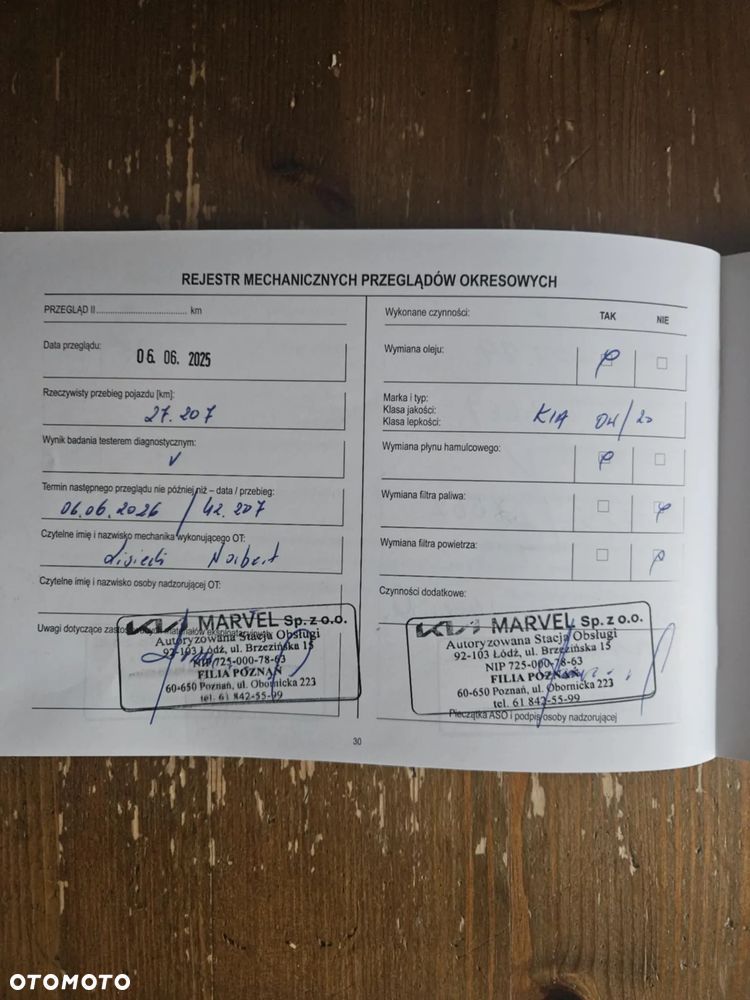 REJESTR MECHANICZNYCH PRZEGLĄDÓW OKRESOWYCH
PRZEGLĄD II.................................... km
Data przeglądu:
06. 06. 2025
Rzeczywisty przebieg pojazdu [km]:
27.207
Wynik badania testerem diagnostycznym:
Termin następnego przeglądu nie później niż – data / przebieg:
06.06.2026 / 42.207
Czytelne imię i nazwisko mechanika wykonującego OT:
Norbert
Czytelne imię i nazwisko osoby nadzorującej OT:
Uwagi dotyczące materiałów eksploatacyjnych
KIA MARVEL Sp. z o.o.
Autoryzowana Stacja Obsługi
92-103 Łódź, ul. Brzezińska 15
NIP 725-000-78-63
FILIA POZNAŃ
60-650 Poznań, ul. Obornicka 223
tel. 61 842-55-99
Wykonane czynności:
TAK NIE
Wymiana oleju:
Marka i typ:
Klasa jakości:
Klasa lepkości:
KIA 04/20
Wymiana płynu hamulcowego:
Wymiana filtra paliwa:
Wymiana filtra powietrza:
Czynności dodatkowe:
KIA MARVEL Sp. z o.o.
Autoryzowana Stacja Obsługi
92-103 Łódź, ul. Brzezińska 15
NIP 725-000-78-63
FILIA POZNAŃ
60-650 Poznań, ul. Obornicka 223
tel. 61 842-55-99
Pieczątka ASO i podpis osoby nadzorującej
30
OTOMOTO